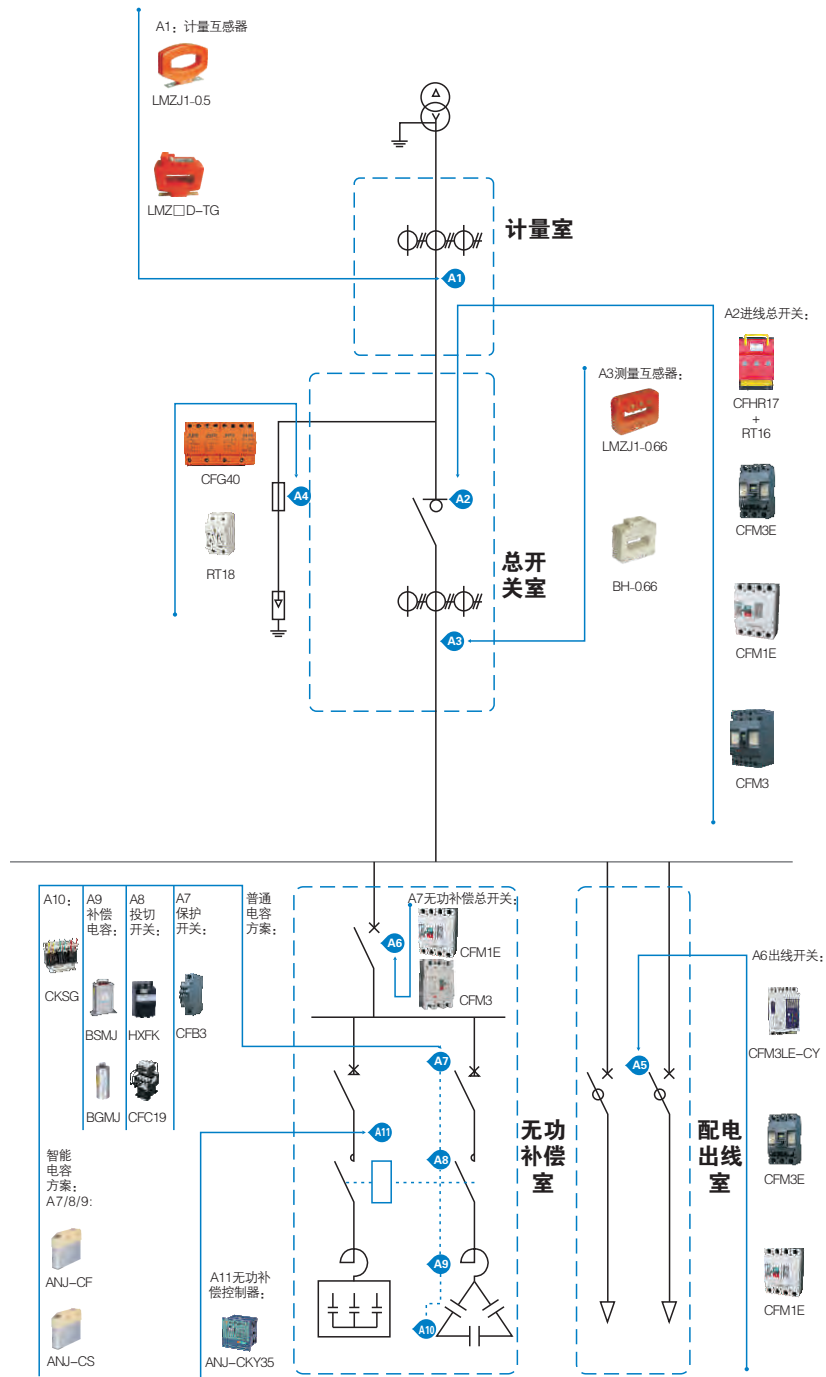 A1：计量互感器
LMZJ1-0.5
LMZ□D-TG
计量室
A1
A2进线总开关：
CFHR17
+
RT16
CFM3E
CFM1E
CFM3
A3测量互感器：
LMZJ1-0.66
BH-0.66
CFG40
RT18
A4
A2
总开
关室
A3
A10：
CKSG
A9
补偿
电容：
BSMJ
BGMJ
A8
投切
开关：
HXFK
CFC19
A7
保护
开关：
CFB3
普通
电容
方案：
A7无功补偿总开关：
A6
CFM1E
CFM3
A7
A11
A8
A9
A10
无功
补偿
室
智能
电容
方案：
A7/8/9:
ANJ-CF
ANJ-CS
A11无功补
偿控制器：
ANJ-CKY35
A5
配电
出线
室
A6出线开关：
CFM3LE-CY
CFM3E
CFM1E